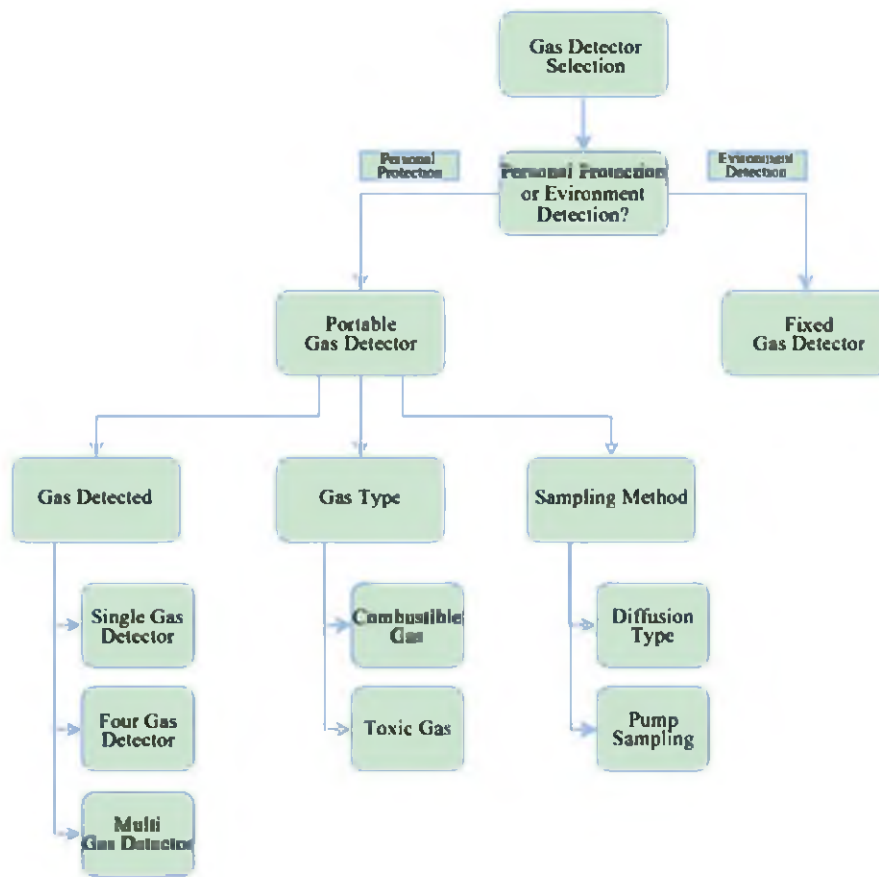 Gas Detector
Selection
Personal
Protection
Personal Protection
or Evironment
Detection?
Evironment
Detection
Portable
Gas Detector
Fixed
Gas Detector
Gas Detected
Gas Type
Sampling Method
Single Gas
Detector
Combustible
Gas
Diffusion
Type
Four Gas
Detector
Toxic Gas
Pump
Sampling
Multi
Gas Detector